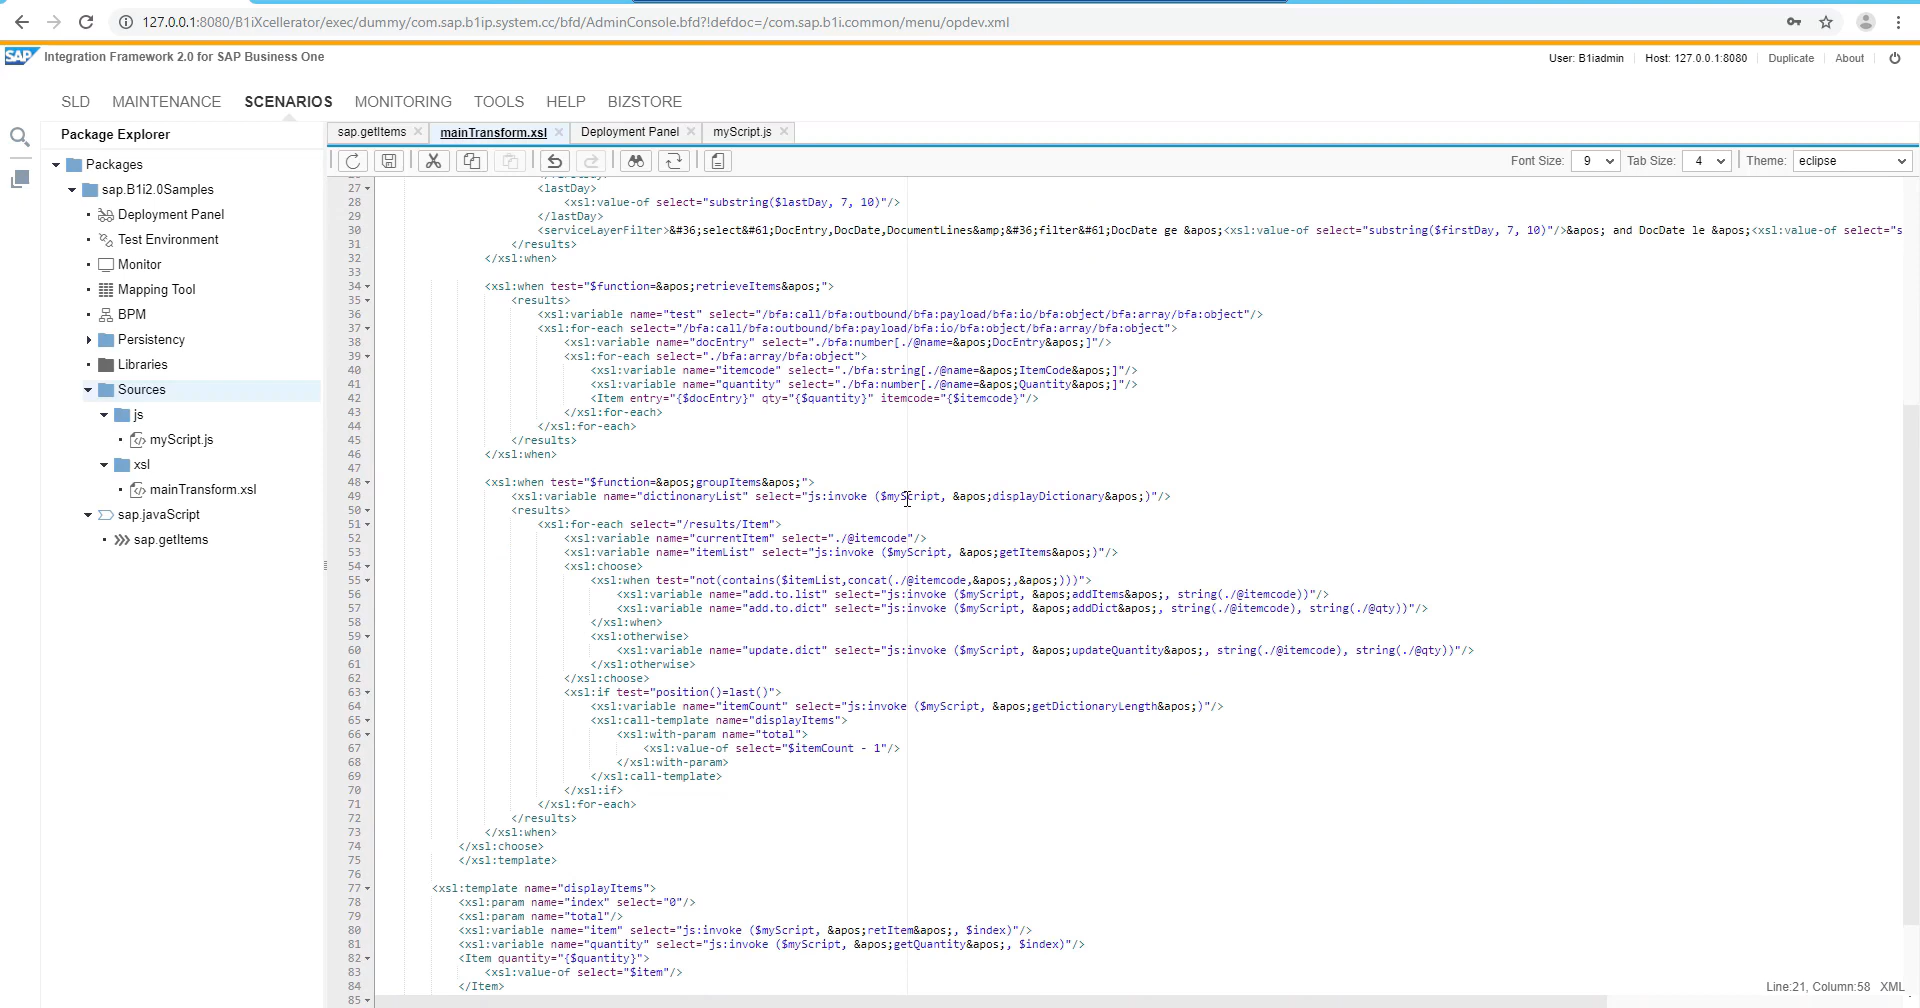 127.0.0.1:8080/B1iXcellerator/exec/dummy/com.sap.b1ip.system.cc/bfd/AdminConsole.bfd?!defdoc=/com.sap.b1i.common/menu/opdev.xml
SAP Integration Framework 2.0 for SAP Business One
User: B1iadmin Host: 127.0.0.1:8080 Duplicate About
SLD MAINTENANCE SCENARIOS MONITORING TOOLS HELP BIZSTORE
Package Explorer
Packages
sap.B1i2.0Samples
Deployment Panel
Test Environment
Monitor
Mapping Tool
BPM
Persistency
Libraries
Sources
js
myScript.js
xsl
mainTransform.xsl
sap.javaScript
sap.getItems
sap.getItems mainTransform.xsl Deployment Panel myScript.js
Font Size: 9 Tab Size: 4 Theme: eclipse
27 <lastDay>
28 <xsl:value-of select="substring($lastDay, 7, 10)"/>
29 </lastDay>
30 <serviceLayerFilter>&#36;select&#61;DocEntry,DocDate,DocumentLines&amp;&#36;filter&#61;DocDate ge &apos;<xsl:value-of select="substring($firstDay, 7, 10)"/>&apos; and DocDate le &apos;<xsl:value-of select="s
31 </results>
32 </xsl:when>
33
34 <xsl:when test="$function=&apos;retrieveItems&apos;">
35 <results>
36 <xsl:variable name="test" select="/bfa:call/bfa:outbound/bfa:payload/bfa:io/bfa:object/bfa:array/bfa:object"/>
37 <xsl:for-each select="/bfa:call/bfa:outbound/bfa:payload/bfa:io/bfa:object/bfa:array/bfa:object">
38 <xsl:variable name="docEntry" select="./bfa:number[./@name=&apos;DocEntry&apos;]"/>
39 <xsl:for-each select="./bfa:array/bfa:object">
40 <xsl:variable name="itemcode" select="./bfa:string[./@name=&apos;ItemCode&apos;]"/>
41 <xsl:variable name="quantity" select="./bfa:number[./@name=&apos;Quantity&apos;]"/>
42 <Item entry="{$docEntry}" qty="{$quantity}" itemcode="{$itemcode}"/>
43 </xsl:for-each>
44 </xsl:for-each>
45 </results>
46 </xsl:when>
47
48 <xsl:when test="$function=&apos;groupItems&apos;">
49 <xsl:variable name="dictinonaryList" select="js:invoke ($myScript, &apos;displayDictionary&apos;)"/>
50 <results>
51 <xsl:for-each select="/results/Item">
52 <xsl:variable name="currentItem" select="./@itemcode"/>
53 <xsl:variable name="itemList" select="js:invoke ($myScript, &apos;getItems&apos;)"/>
54 <xsl:choose>
55 <xsl:when test="not(contains($itemList,concat(./@itemcode,&apos;,&apos;)))">
56 <xsl:variable name="add.to.list" select="js:invoke ($myScript, &apos;addItems&apos;, string(./@itemcode))"/>
57 <xsl:variable name="add.to.dict" select="js:invoke ($myScript, &apos;addDict&apos;, string(./@itemcode), string(./@qty))"/>
58 </xsl:when>
59 <xsl:otherwise>
60 <xsl:variable name="update.dict" select="js:invoke ($myScript, &apos;updateQuantity&apos;, string(./@itemcode), string(./@qty))"/>
61 </xsl:otherwise>
62 </xsl:choose>
63 <xsl:if test="position()=last()">
64 <xsl:variable name="itemCount" select="js:invoke ($myScript, &apos;getDictionaryLength&apos;)"/>
65 <xsl:call-template name="displayItems">
66 <xsl:with-param name="total">
67 <xsl:value-of select="$itemCount - 1"/>
68 </xsl:with-param>
69 </xsl:call-template>
70 </xsl:if>
71 </xsl:for-each>
72 </results>
73 </xsl:when>
74 </xsl:choose>
75 </xsl:template>
76
77 <xsl:template name="displayItems">
78 <xsl:param name="index" select="0"/>
79 <xsl:param name="total"/>
80 <xsl:variable name="item" select="js:invoke ($myScript, &apos;retItem&apos;, $index)"/>
81 <xsl:variable name="quantity" select="js:invoke ($myScript, &apos;getQuantity&apos;, $index)"/>
82 <Item quantity="{$quantity}">
83 <xsl:value-of select="$item"/>
84 </Item>
85
Line:21, Column:58 XML